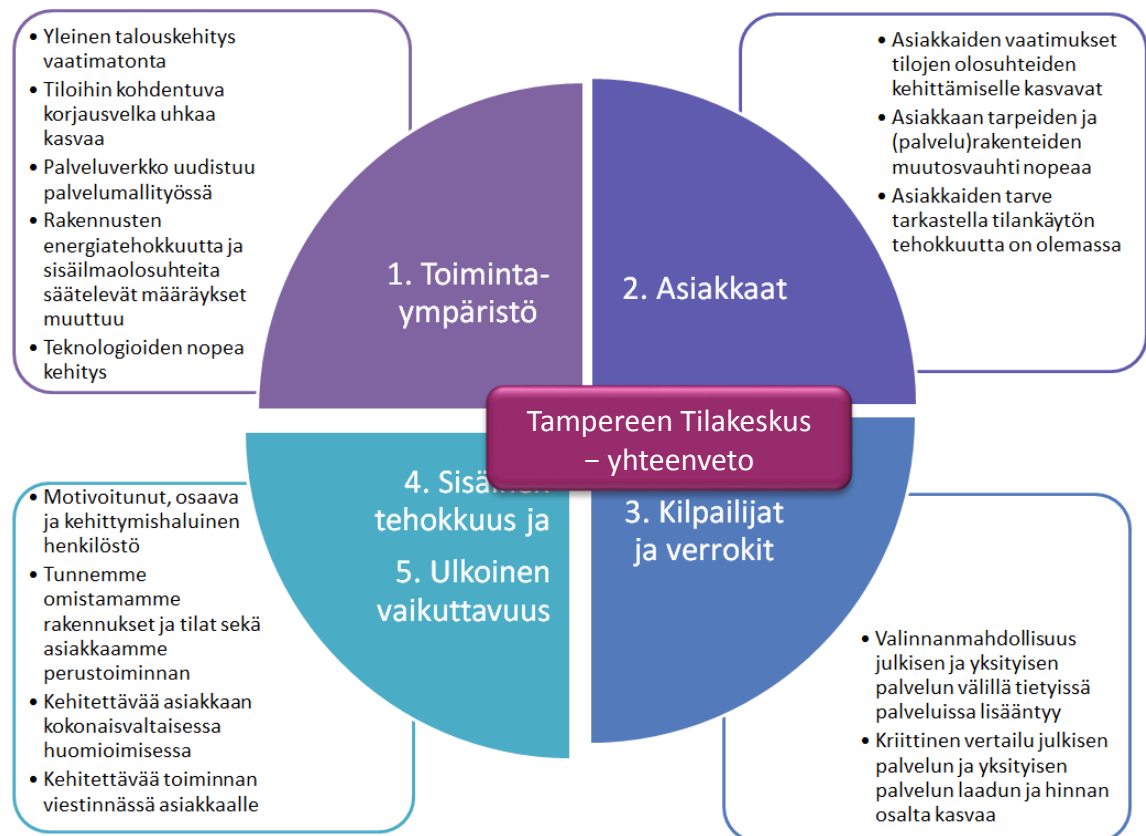 • Yleinen talouskehitys
vaatimatonta
• Tiloihin kohdentuva
korjausvelka uhkaa
kasvaa
• Palveluverkko uudistuu
palvelumallityössä
• Rakennusten
energiatehokkuutta ja
sisäilmaolosuhteita
säätelevät määräykset
muuttuu
• Teknologioiden nopea
kehitys
1. Toiminta-
ympäristö
• Asiakkaiden vaatimukset
tilojen olosuhteiden
kehittämiselle kasvavat
• Asiakkaan tarpeiden ja
(palvelu)rakenteiden
muutosvauhti nopeaa
• Asiakkaiden tarve
tarkastella tilankäytön
tehokkuutta on olemassa
2. Asiakkaat
Tampereen Tilakeskus
– yhteenveto
3. Kilpailijat
ja verrokit
• Valinnanmahdollisuus
julkisen ja yksityisen
palvelun välillä tietyissä
palveluissa lisääntyy
• Kriittinen vertailu julkisen
palvelun ja yksityisen
palvelun laadun ja hinnan
osalta kasvaa
4. Sisäinen
tehokkuus ja
5. Ulkoinen
vaikuttavuus
• Motivoitunut, osaava
ja kehittymishaluinen
henkilöstö
• Tunnemme
omistamamme
rakennukset ja tilat sekä
asiakkaamme
perustoiminnan
• Kehitettävää asiakkaan
kokonaisvaltaisessa
huomioimisessa
• Kehitettävää toiminnan
viestinnässä asiakkaalle